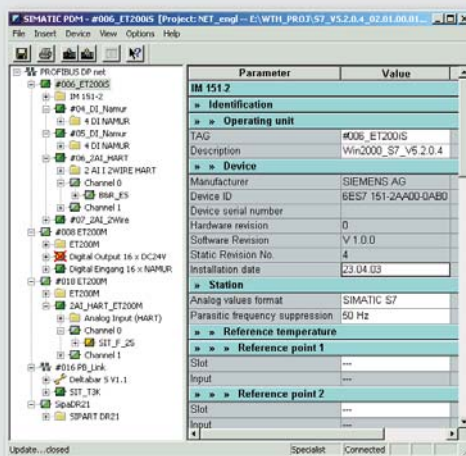 SIMATIC PDM - #006_ET200iS [Project: NET_engl -- E:\WTH_PROJ\S7_V5.2.0.4_02.01.00.01...
File Insert Device View Options Help
PROFIBUS DP net
#006_ET200iS
IM 151-2
#04_DI_Namur
4 DI NAMUR
#05_DI_Namur
4 DI NAMUR
#06_2AI_HART
2 AI I 2WIRE HART
Channel 0
Channel 1
#07_2AI_2Wire
#008 ET200M
ET200M
Digital Output 16 x DC24V
Digital Eingang 16 x NAMUR
#018 ET200M
ET200M
2AI_HART_ET200M
Analog Input (HART)
Channel 0
SIT_F_25
Channel 1
#016 PB_Link
Deltabar S V1.1
SIT_T3K
SipaDR21
SIPART DR21
Parameter Value
IM 151-2
» Identification
» » Operating unit
TAG #006_ET200iS
Description Win2000_S7_V5.2.0.4
» » Device
Manufacturer SIEMENS AG
Device ID 6ES7 151-2AA00-0AB0
Device serial number
Hardware revision 0
Software Revision V 1.0.0
Static Revision No. 4
Installation date 23.04.03
» Station
Analog values format SIMATIC S7
Parasitic frequency suppression 50 Hz
» » Reference temperature
» » » Reference point 1
Slot ---
Input ---
» » » Reference point 2
Slot ---
Input ---
Update...closed Specialist Connected